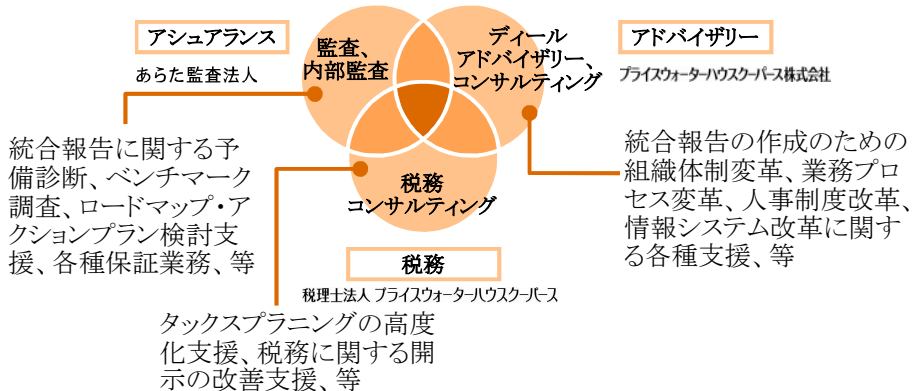 アシュアランス
あらた監査法人
監査、
内部監査
ディール
アドバイザリー、
コンサルティング
アドバイザリー
プライスウォーターハウスクーパース株式会社
統合報告に関する予
備診断、ベンチマーク
調査、ロードマップ・ア
クションプラン検討支
援、各種保証業務、等
税務
コンサルティング
統合報告の作成のための
組織体制変革、業務プロ
セス変革、人事制度改革、
情報システム改革に関す
る各種支援、等
税務
税理士法人 プライスウォーターハウスクーパース
タックスプラニングの高度
化支援、税務に関する開
示の改善支援、等